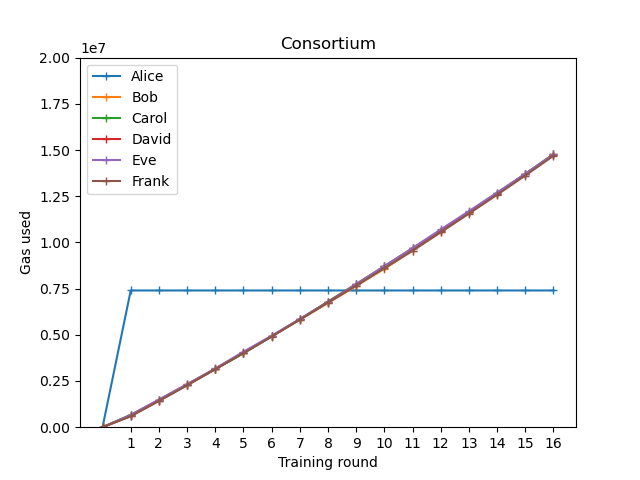 Consortium
1e7
2.00
1.75
1.50
1.25
1.00
0.75
0.50
0.25
0.00
Gas used
Alice
Bob
Carol
David
Eve
Frank
1 2 3 4 5 6 7 8 9 10 11 12 13 14 15 16
Training round